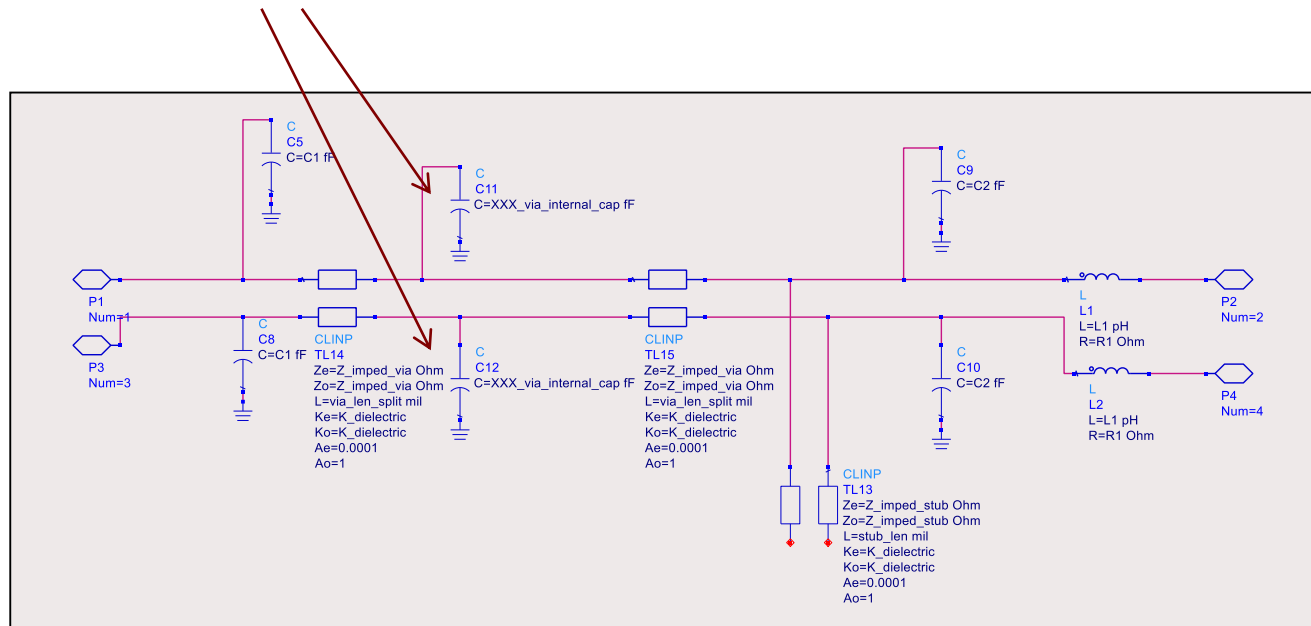 C
C5
C=C1 fF
C
C11
C=XXX_via_internal_cap fF
C
C9
C=C2 fF
P1
Num=1
P3
Num=3
C
C8
C=C1 fF
CLINP
TL14
Ze=Z_imped_via Ohm
Zo=Z_imped_via Ohm
L=via_len_split mil
Ke=K_dielectric
Ko=K_dielectric
Ae=0.0001
Ao=1
C
C12
C=XXX_via_internal_cap fF
CLINP
TL15
Ze=Z_imped_via Ohm
Zo=Z_imped_via Ohm
L=via_len_split mil
Ke=K_dielectric
Ko=K_dielectric
Ae=0.0001
Ao=1
C
C10
C=C2 fF
L
L1
L=L1 pH
R=R1 Ohm
P2
Num=2
L
L2
L=L1 pH
R=R1 Ohm
P4
Num=4
CLINP
TL13
Ze=Z_imped_stub Ohm
Zo=Z_imped_stub Ohm
L=stub_len mil
Ke=K_dielectric
Ko=K_dielectric
Ae=0.0001
Ao=1